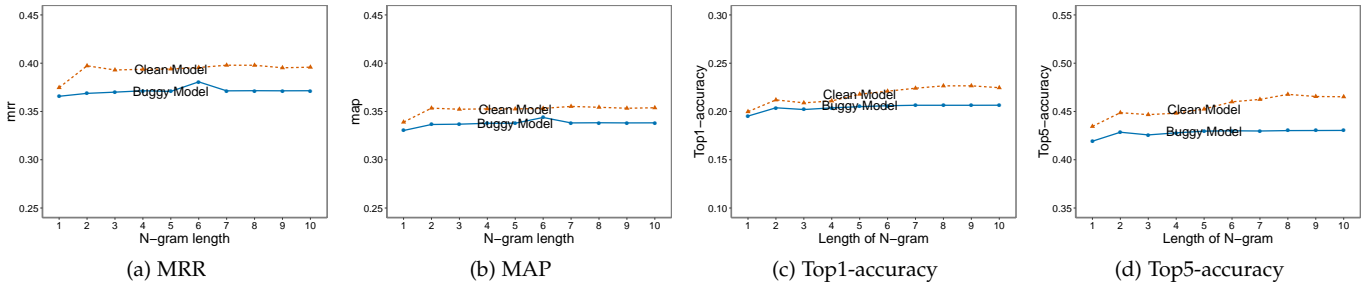 mrr
0.45
0.40
0.35
0.30
0.25
Clean Model
Buggy Model
1 2 3 4 5 6 7 8 9 10
N-gram length
(a) MRR
map
0.45
0.40
0.35
0.30
0.25
Clean Model
Buggy Model
1 2 3 4 5 6 7 8 9 10
N-gram length
(b) MAP
Top1-accuracy
0.30
0.25
0.20
0.15
0.10
Clean Model
Buggy Model
1 2 3 4 5 6 7 8 9 10
Length of N-gram
(c) Top1-accuracy
Top5-accuracy
0.55
0.50
0.45
0.40
0.35
Clean Model
Buggy Model
1 2 3 4 5 6 7 8 9 10
Length of N-gram
(d) Top5-accuracy